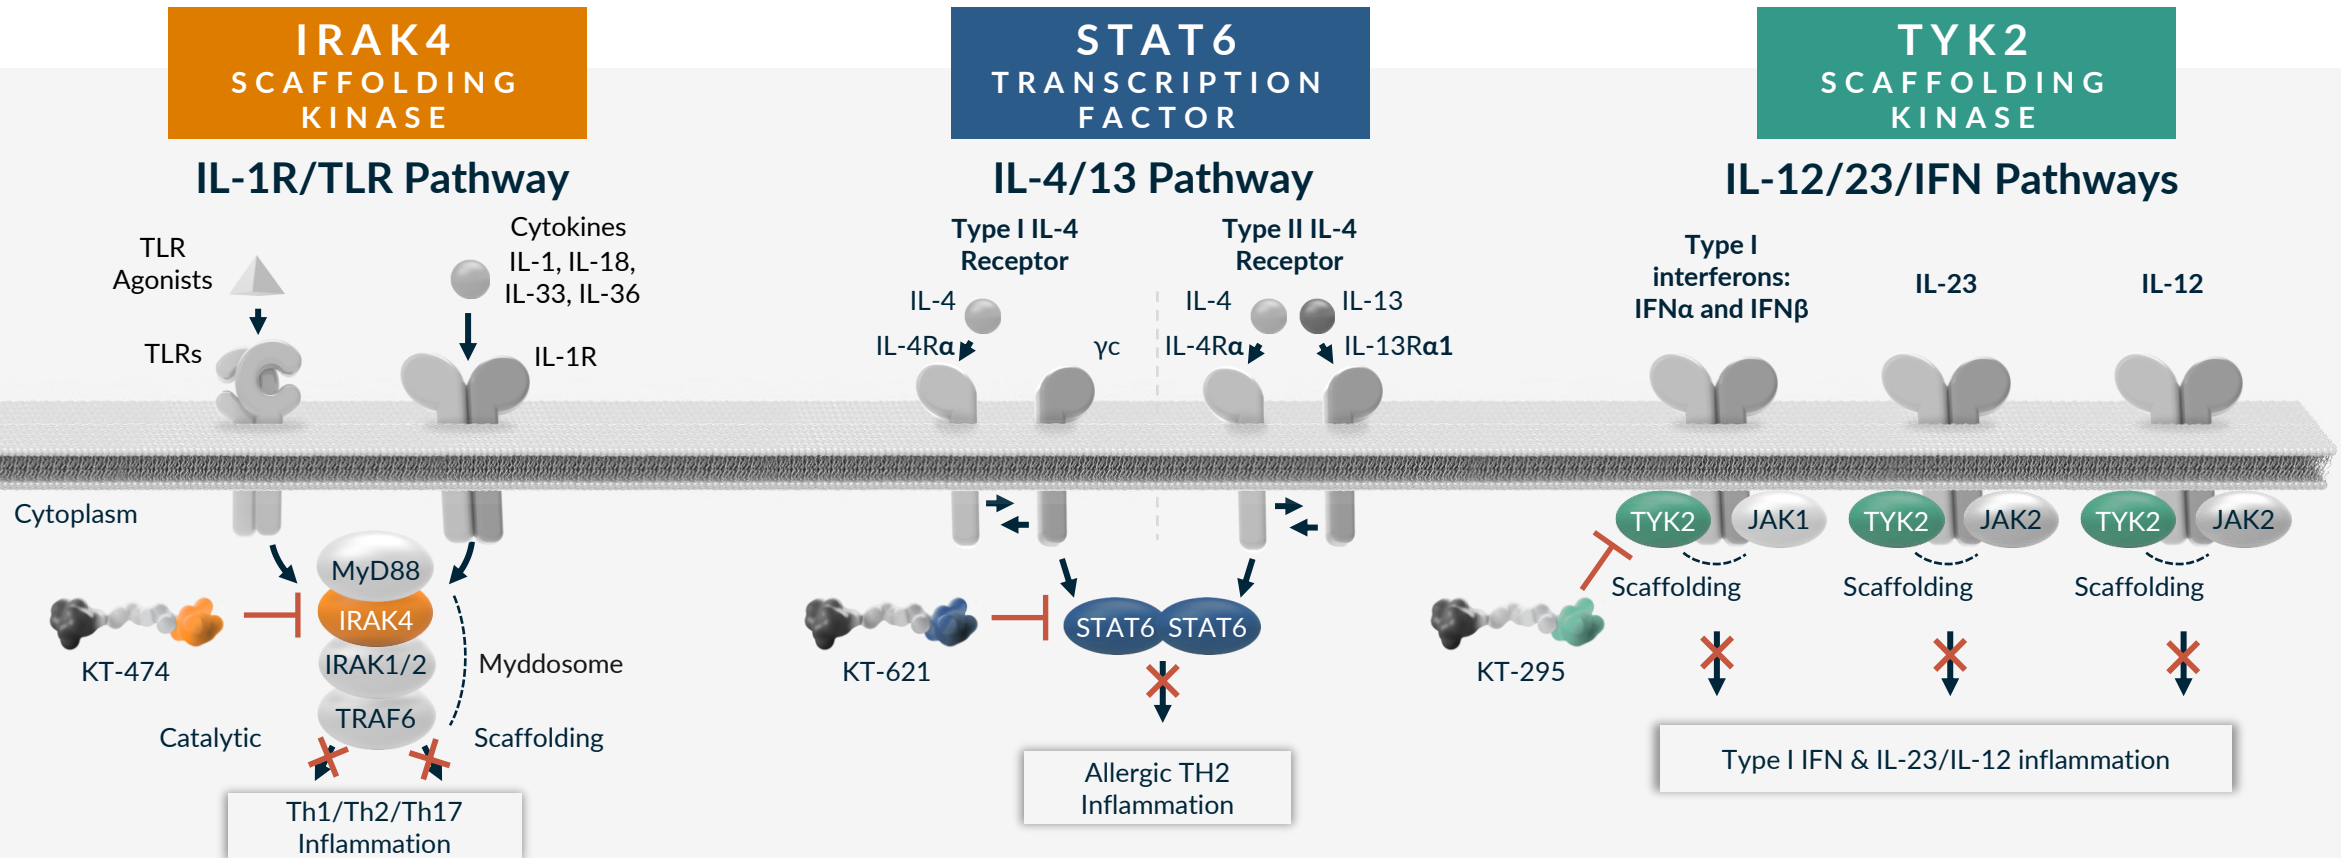 IRAK4
SCAFFOLDING
KINASE
IL-1R/TLR Pathway
TLR
Agonists
Cytokines
IL-1, IL-18,
IL-33, IL-36
TLRs
IL-1R
Cytoplasm
MyD88
IRAK4
IRAK1/2
TRAF6
KT-474
Myddosome
Catalytic
Scaffolding
Th1/Th2/Th17
Inflammation
STAT6
TRANSCRIPTION
FACTOR
IL-4/13 Pathway
Type I IL-4
Receptor
IL-4
IL-4Rα
γc
Type II IL-4
Receptor
IL-4
IL-13
IL-4Rα
IL-13Rα1
STAT6
STAT6
KT-621
Allergic TH2
Inflammation
TYK2
SCAFFOLDING
KINASE
IL-12/23/IFN Pathways
Type I
interferons:
IFNα and IFNβ
IL-23
IL-12
TYK2
JAK1
TYK2
JAK2
TYK2
JAK2
Scaffolding
Scaffolding
Scaffolding
KT-295
Type I IFN & IL-23/IL-12 inflammation